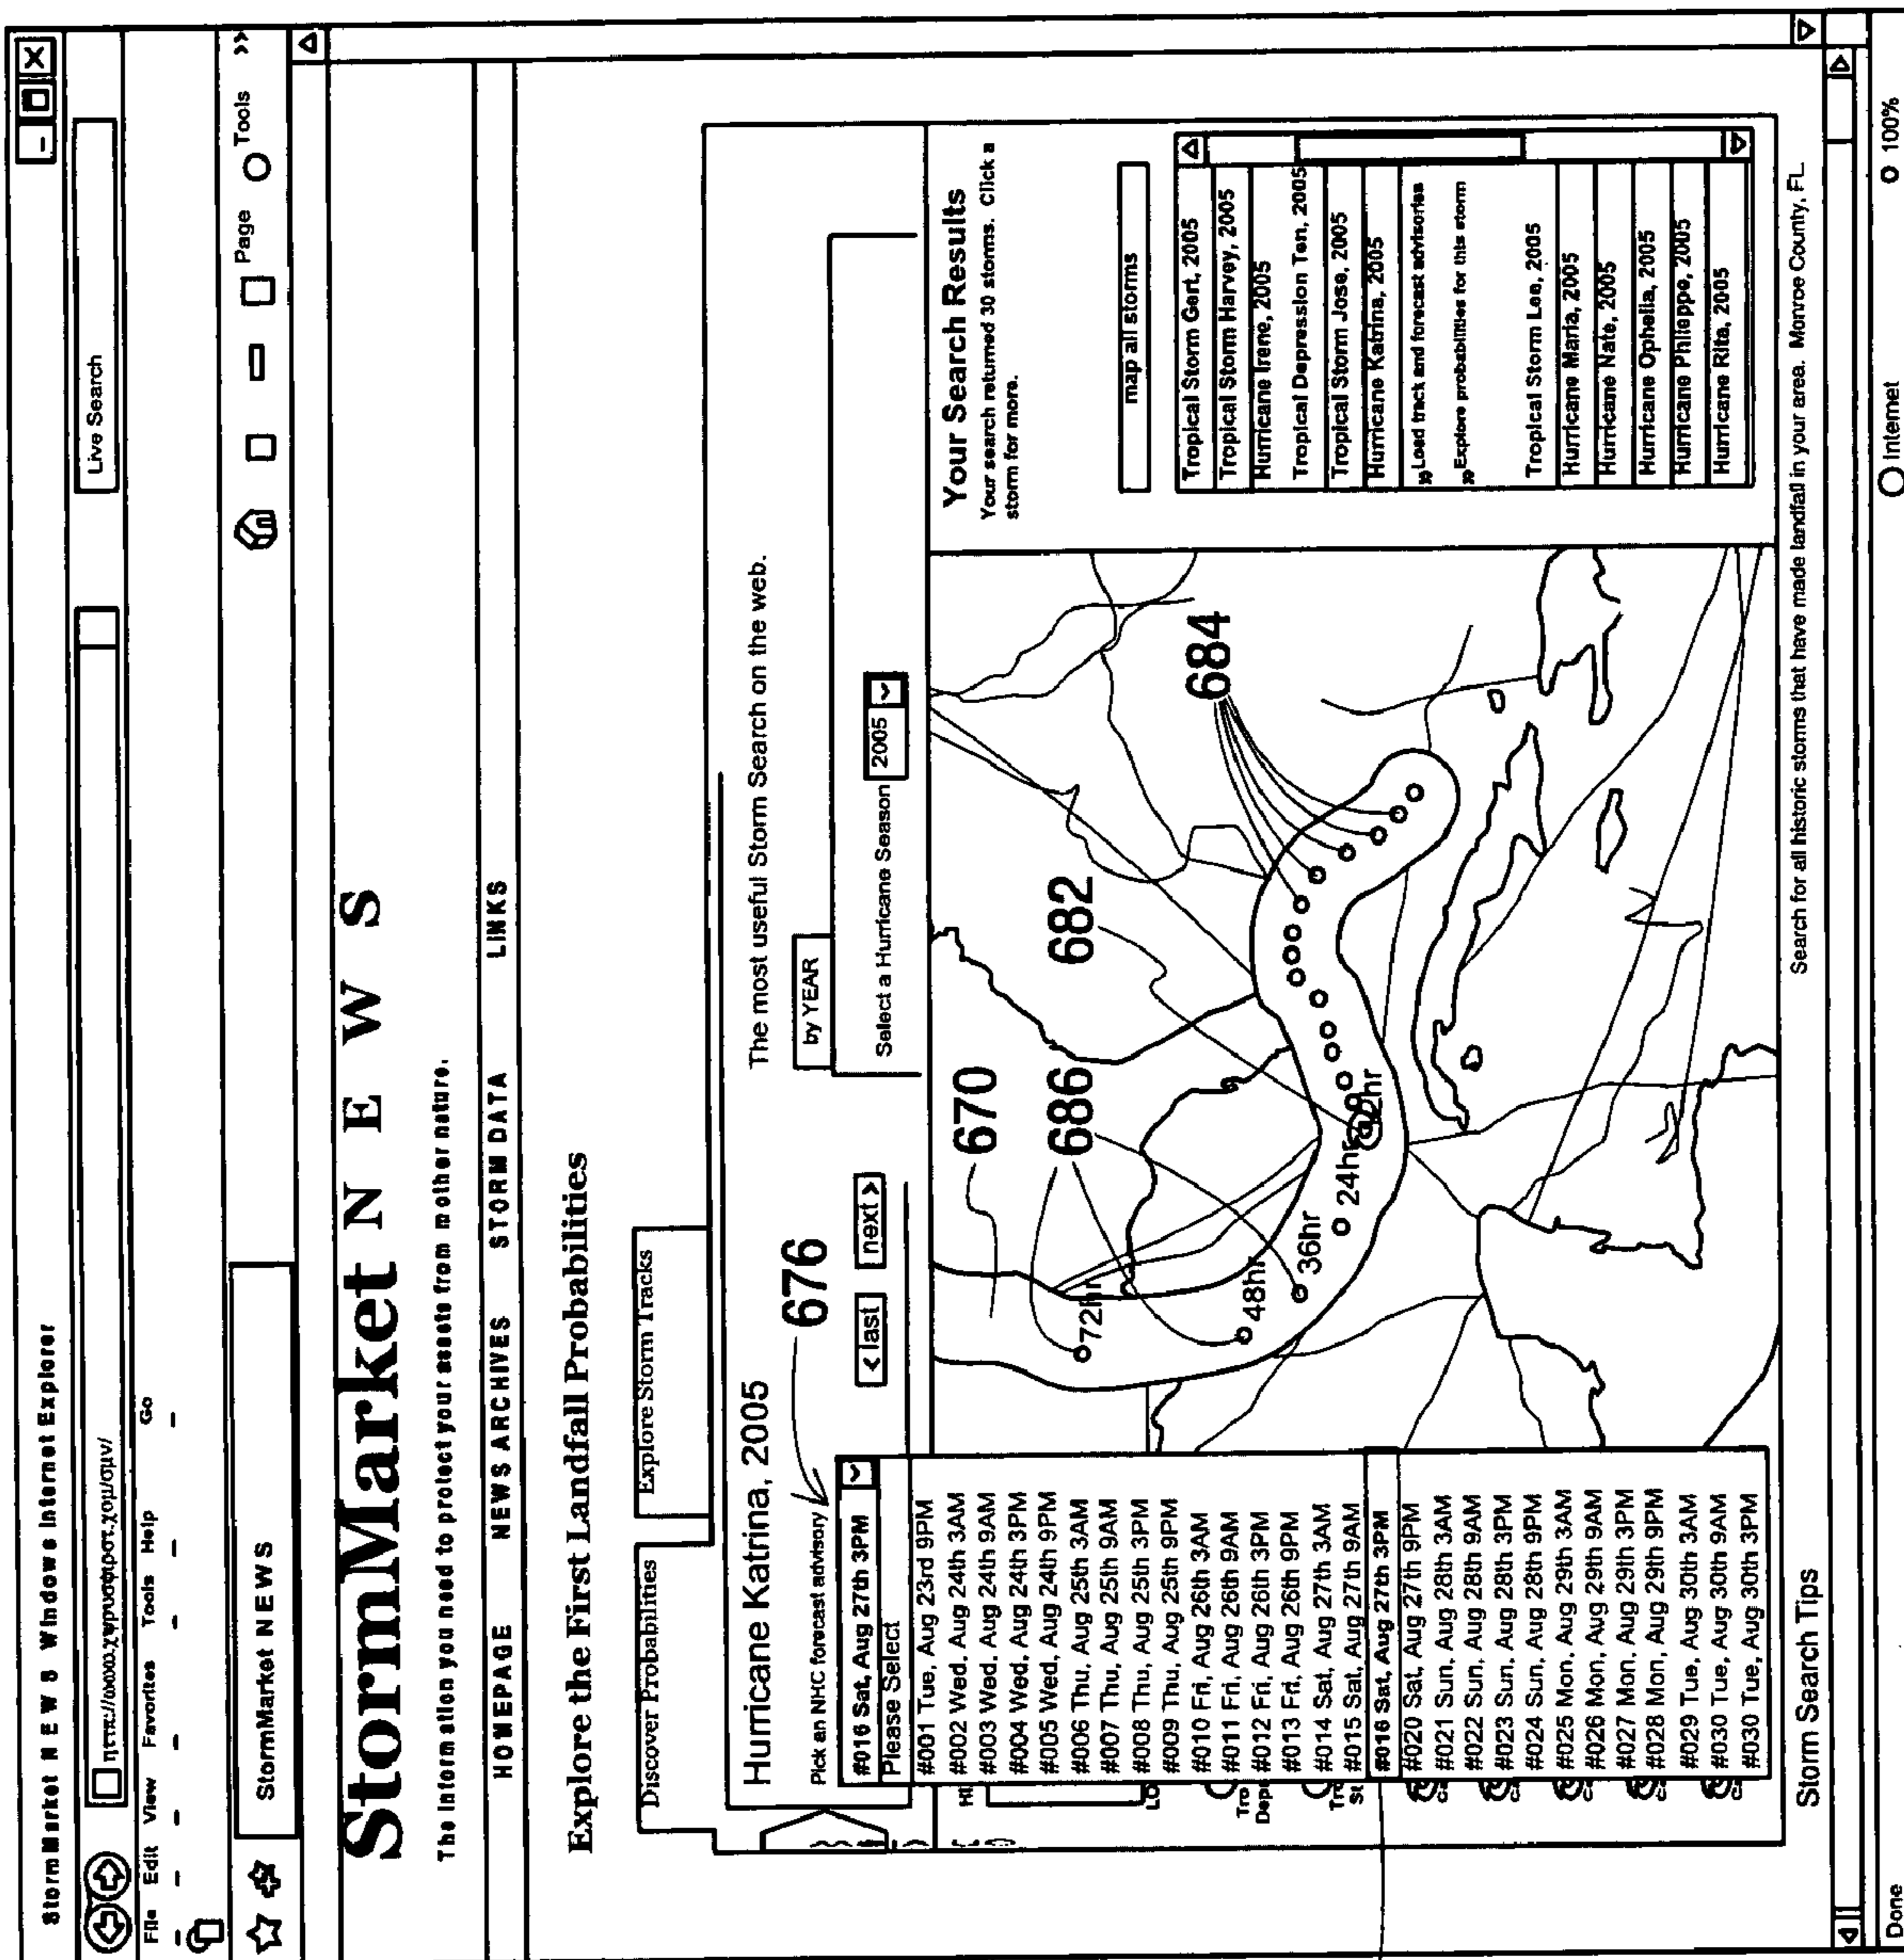 StormMarket N E W S Windows Internet Explorer
πεπχ://ωωω.χψρυσφιροστ.χομ/σμν/
Live Search
File Edit View Favorites Tools Help Go
StormMarket NEWS
Page Tools »
StormMarket N E W S
The information you need to protect your assets from mother nature.
HOMEPAGE NEWS ARCHIVES STORM DATA LINKS
Explore the First Landfall Probabilities
Discover Probabilities
Explore Storm Tracks
Hurricane Katrina, 2005
676
The most useful Storm Search on the web.
Pick an NHC forecast advisory
< last
next >
by YEAR
Select a Hurricane Season 2005
#016 Sat, Aug 27th 3PM
Please Select
#001 Tue, Aug 23rd 9PM
#002 Wed. Aug 24th 3AM
#003 Wed. Aug 24th 9AM
#004 Wed, Aug 24th 3PM
#005 Wed, Aug 24th 9PM
#006 Thu, Aug 25th 3AM
#007 Thu, Aug 25th 9AM
#008 Thu, Aug 25th 3PM
#009 Thu, Aug 25th 9PM
#010 Fri, Aug 26th 3AM
#011 Fri, Aug 26th 9AM
#012 Fri, Aug 26th 3PM
#013 Fri, Aug 26th 9PM
#014 Sat, Aug 27th 3AM
#015 Sat, Aug 27th 9AM
#016 Sat, Aug 27th 3PM
#020 Sat, Aug 27th 9PM
#021 Sun, Aug 28th 3AM
#022 Sun, Aug 28th 9AM
#023 Sun, Aug 28th 3PM
#024 Sun, Aug 28th 9PM
#025 Mon. Aug 29th 3AM
#026 Mon, Aug 29th 9AM
#027 Mon. Aug 29th 3PM
#028 Mon, Aug 29th 9PM
#029 Tue, Aug 30th 3AM
#030 Tue, Aug 30th 9AM
#030 Tue, Aug 30th 3PM
HI
LO
Tro
Dep
Tro
St
670
686
682
684
72hr
48hr
36hr
24hr
12hr
Your Search Results
Your search returned 30 stoms. Click a
storm for more.
map all storms
Tropical Storm Gert, 2005
Tropical Storm Harvey, 2005
Hurricane Irene, 2005
Tropical Depression Ten, 2005
Tropical Storm Jose, 2005
Hurricane Katrina, 2005
» Load track and forecast advisories
» Explore probabilities for this storm
Tropical Storm Lee, 2005
Hurricane Maria, 2005
Hurricane Nate, 2005
Hurricane Ophelia, 2005
Hurricane Phileppe, 2005
Hurricane Rita, 2005
Storm Search Tips
Search for all historic storms that have made landfall in your area. Monroe County, FL.
Done
Internet
100%